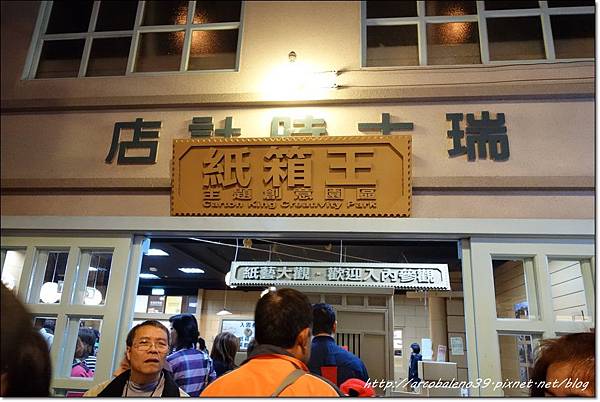 店計時士瑞
紙箱王
主題創意園區
Carton King Creativity Park
紙藝大觀・歡迎入內參觀
http://arcobaleno39.pixnet.net/blog